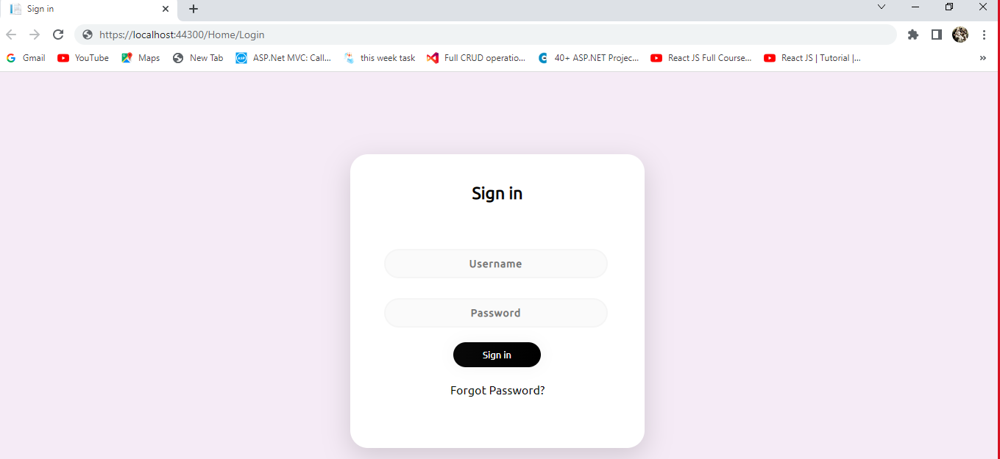 Sign in
https://localhost:44300/Home/Login
Gmail YouTube Maps New Tab ASP ASP.Net MVC: Call... this week task Full CRUD operatio... 40+ ASP.NET Projec... React JS Full Course... React JS | Tutorial |... »
Sign in
Username
Password
Sign in
Forgot Password?